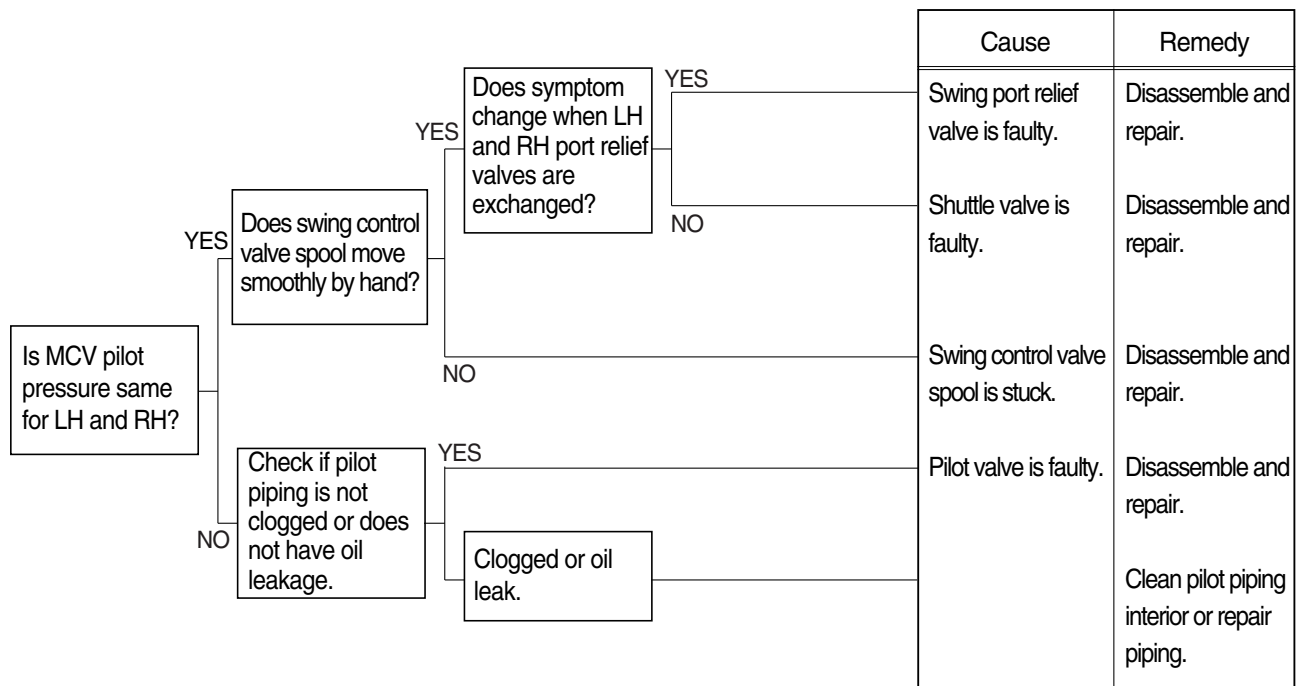 Cause
Remedy
Does symptom
change when LH
and RH port relief
valves are
exchanged?
YES
YES
NO
Swing port relief
valve is faulty.
Disassemble and
repair.
Shuttle valve is
faulty.
Disassemble and
repair.
Does swing control
valve spool move
smoothly by hand?
YES
NO
Swing control valve
spool is stuck.
Disassemble and
repair.
Is MCV pilot
pressure same
for LH and RH?
NO
Check if pilot
piping is not
clogged or does
not have oil
leakage.
YES
Pilot valve is faulty.
Disassemble and
repair.
Clogged or oil
leak.
Clean pilot piping
interior or repair
piping.